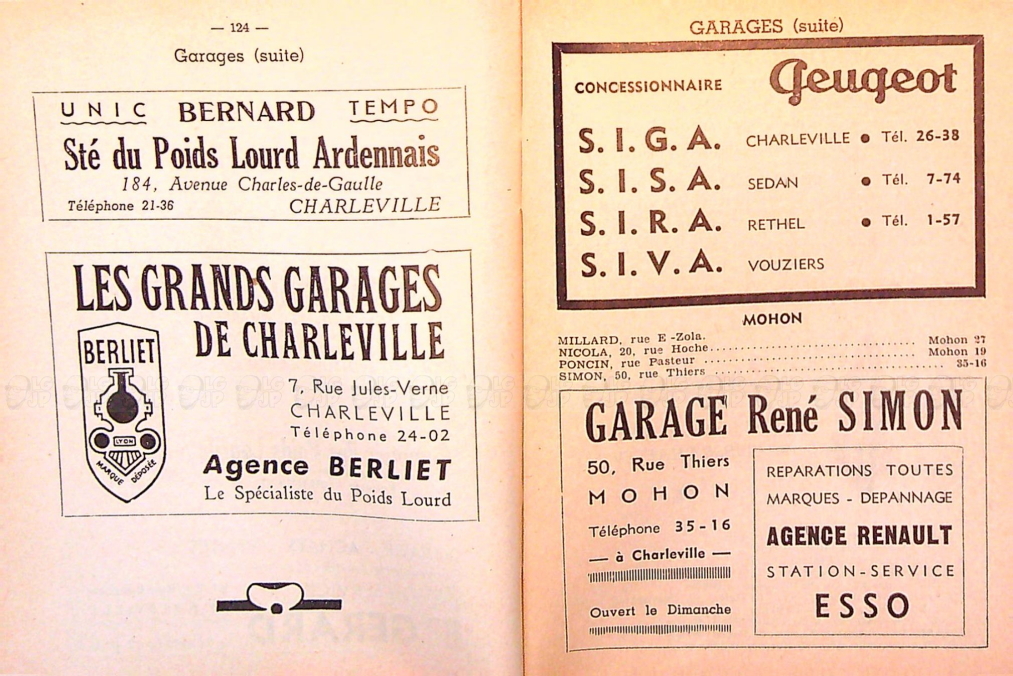 — 124 —
Garages (suite)
UNIC BERNARD TEMPO
Sté du Poids Lourd Ardennais
184, Avenue Charles-de-Gaulle
Téléphone 21-36 CHARLEVILLE
LES GRANDS GARAGES
DE CHARLEVILLE
BERLIET
LYON
MARQUE DÉPOSÉE
7, Rue Jules-Verne
CHARLEVILLE
Téléphone 24-02
Agence BERLIET
Le Spécialiste du Poids Lourd
GARAGES (suite)
CONCESSIONNAIRE Peugeot
S. I. G. A. CHARLEVILLE ● Tél. 26-38
S. I. S. A. SEDAN ● Tél. 7-74
S. I. R. A. RETHEL ● Tél. 1-57
S. I. V. A. VOUZIERS
MOHON
MILLARD, rue E -Zola.
NICOLA, 20, rue Hoche ........ Mohon 27
PONCIN, rue Pasteur ........ Mohon 19
SIMON, 50, rue Thiers ........ 35-16
GARAGE René SIMON
50, Rue Thiers
MOHON
Téléphone 35-16
— à Charleville —
Ouvert le Dimanche
REPARATIONS TOUTES
MARQUES - DEPANNAGE
AGENCE RENAULT
STATION-SERVICE
ESSO